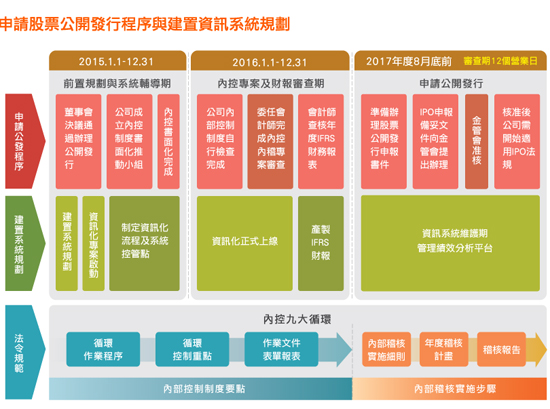 申請股票公開發行程序與建置資訊系統規劃
2015.1.1-12.31
前置規劃與系統輔導期
2016.1.1-12.31
內控專案及財報審查期
2017年度8月底前 審查期12個營業日
申請公開發行
申請公發程序
董事會
決議通
過辦理
公開發
行
公司成
立內控
制度書
面化推
動小組
內控書面化完成
公司內
部控制
制度自
行檢查
完成
委任會
計師完
成內控
內稽專
案審查
會計師
查核年
度IFRS
財務報
表
準備辦
理股票
公開發
行申報
書件
IPO申報
備妥文
件向金
管會提
出辦理
金管會准核
核准後
公司需
開始適
用IPO法
規
建置系統規劃
建置系統規劃
資訊化專案啟動
制定資訊化
流程及系統
控管點
資訊化正式上線
產製
IFRS
財報
資訊系統維護期
管理績效分析平台
法令規範
內控九大循環
循環
作業程序
循環
控制重點
作業文件
表單報表
內部稽核
實施細則
年度稽核
計畫
稽核報告
內部控制制度要點
內部稽核實施步驟